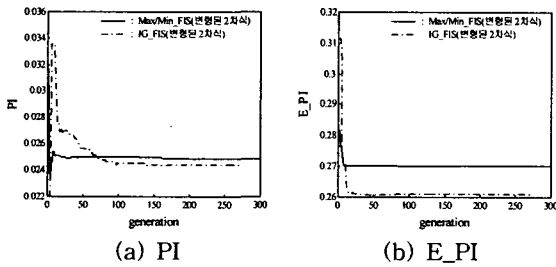 0.036
0.034
0.032
0.03
0.028
0.026
0.024
0.022
PI
— : Max/Min_FIS(변형된 2차식)
-·-· : IG_FIS(변형된 2차식)
0 50 100 150 200 250 300
generation
(a) PI
0.32
0.31
0.3
0.29
0.28
0.27
0.26
E_PI
— : Max/Min_FIS(변형된 2차식)
-·-· : IG_FIS(변형된 2차식)
0 50 100 150 200 250 300
generation
(b) E_PI